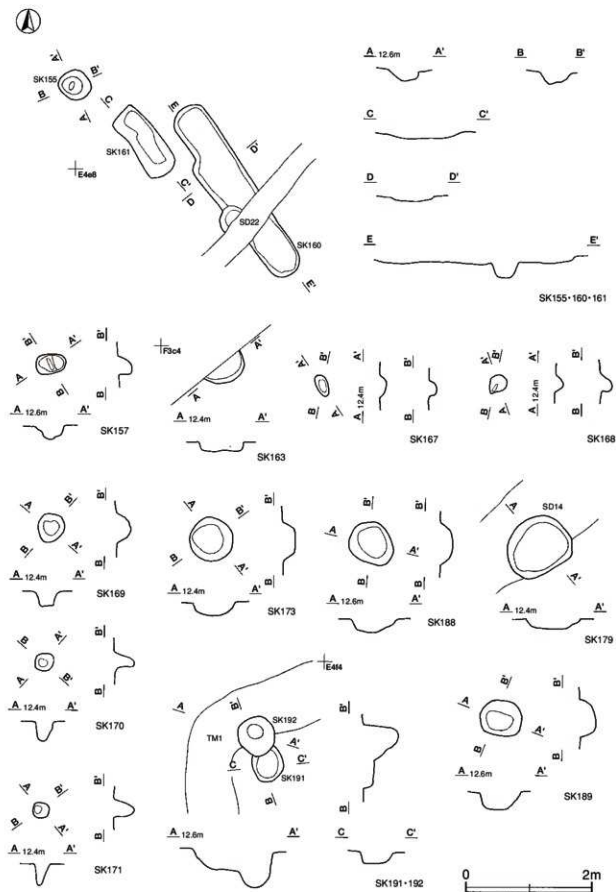 A 12.6m A' B B'
SK155 A' B' B A
C C' C C'
E D'
SK161
E4e8
C' D D D'
SD22
SK160
E' E E'
SK155・160・161
B' A' B' F3c4 A' A' B' A' B' A' B' A' B'
A B B A A 12.4m B B A' B A A 12.4m B
A 12.6m A' A 12.4m A' SK167 SK168
SK157 SK163
A B' B' A B' B' B' B' A SD14
B A' B B A' B A A' B B A'
A 12.4m A' A 12.4m A' A 12.6m A' A 12.4m A'
SK169 SK173 SK188 SK179
B A' B'
A B' B
A 12.4m A'
SK170
E4f4
A B' B'
SK192
TM1 A'
C C'
SK191
B B
A B' B'
A' B
A 12.6m A'
SK189
A B' B'
B A' B
A 12.4m A'
SK171
A 12.6m A' C C'
SK191・192
0 2m